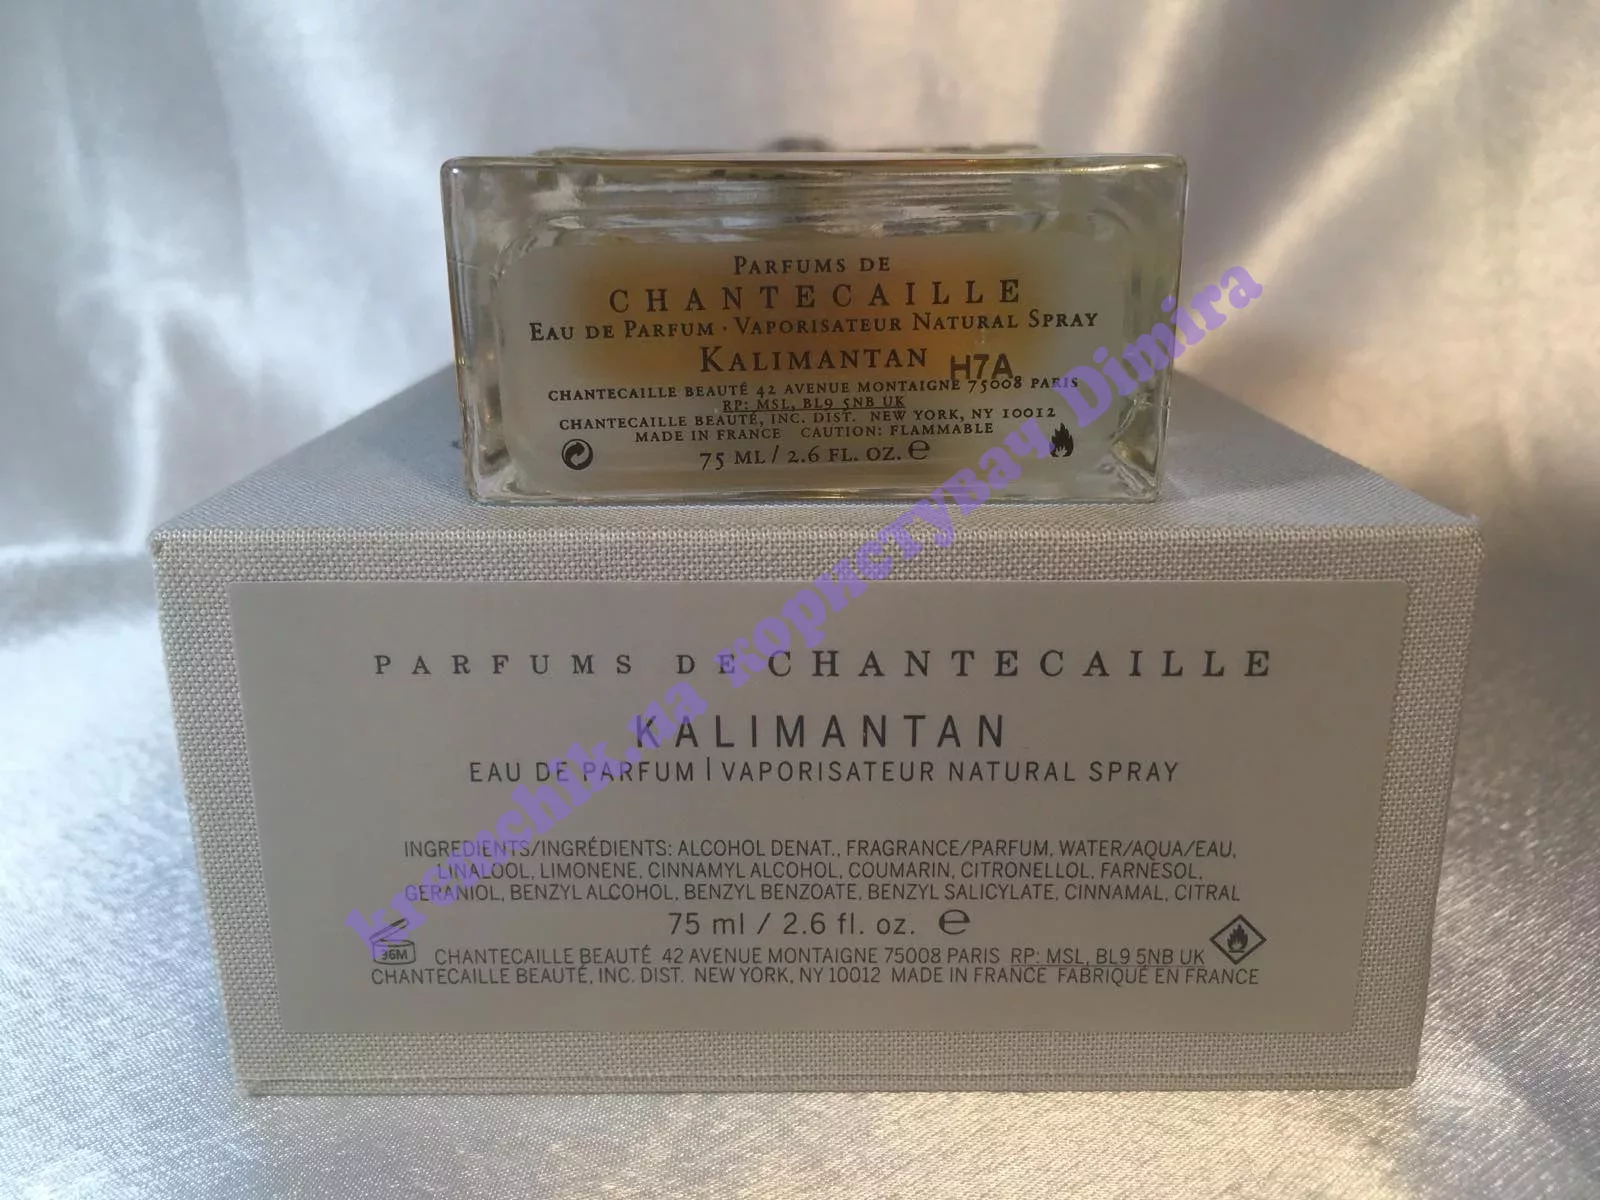 PARFUMS DE
CHANTECAILLE
EAU DE PARFUM · VAPORISATEUR NATURAL SPRAY
KALIMANTAN H7A
CHANTECAILLE BEAUTÉ 42 AVENUE MONTAIGNE 75008 PARIS
RP: MSL, BL9 5NB UK
CHANTECAILLE BEAUTÉ, INC. DIST. NEW YORK, NY 10012
MADE IN FRANCE CAUTION: FLAMMABLE
75 ML / 2.6 FL. OZ. ℮
PARFUMS DE CHANTECAILLE
KALIMANTAN
EAU DE PARFUM | VAPORISATEUR NATURAL SPRAY
INGREDIENTS/INGRÉDIENTS: ALCOHOL DENAT., FRAGRANCE/PARFUM, WATER/AQUA/EAU,
LINALOOL, LIMONENE, CINNAMYL ALCOHOL, COUMARIN, CITRONELLOL, FARNESOL,
GERANIOL, BENZYL ALCOHOL, BENZYL BENZOATE, BENZYL SALICYLATE, CINNAMAL, CITRAL
75 ml / 2.6 fl. oz. ℮
36M
CHANTECAILLE BEAUTÉ 42 AVENUE MONTAIGNE 75008 PARIS RP: MSL, BL9 5NB UK
CHANTECAILLE BEAUTÉ, INC. DIST. NEW YORK, NY 10012 MADE IN FRANCE FABRIQUÉ EN FRANCE
kronchik.ua користувач Dimira